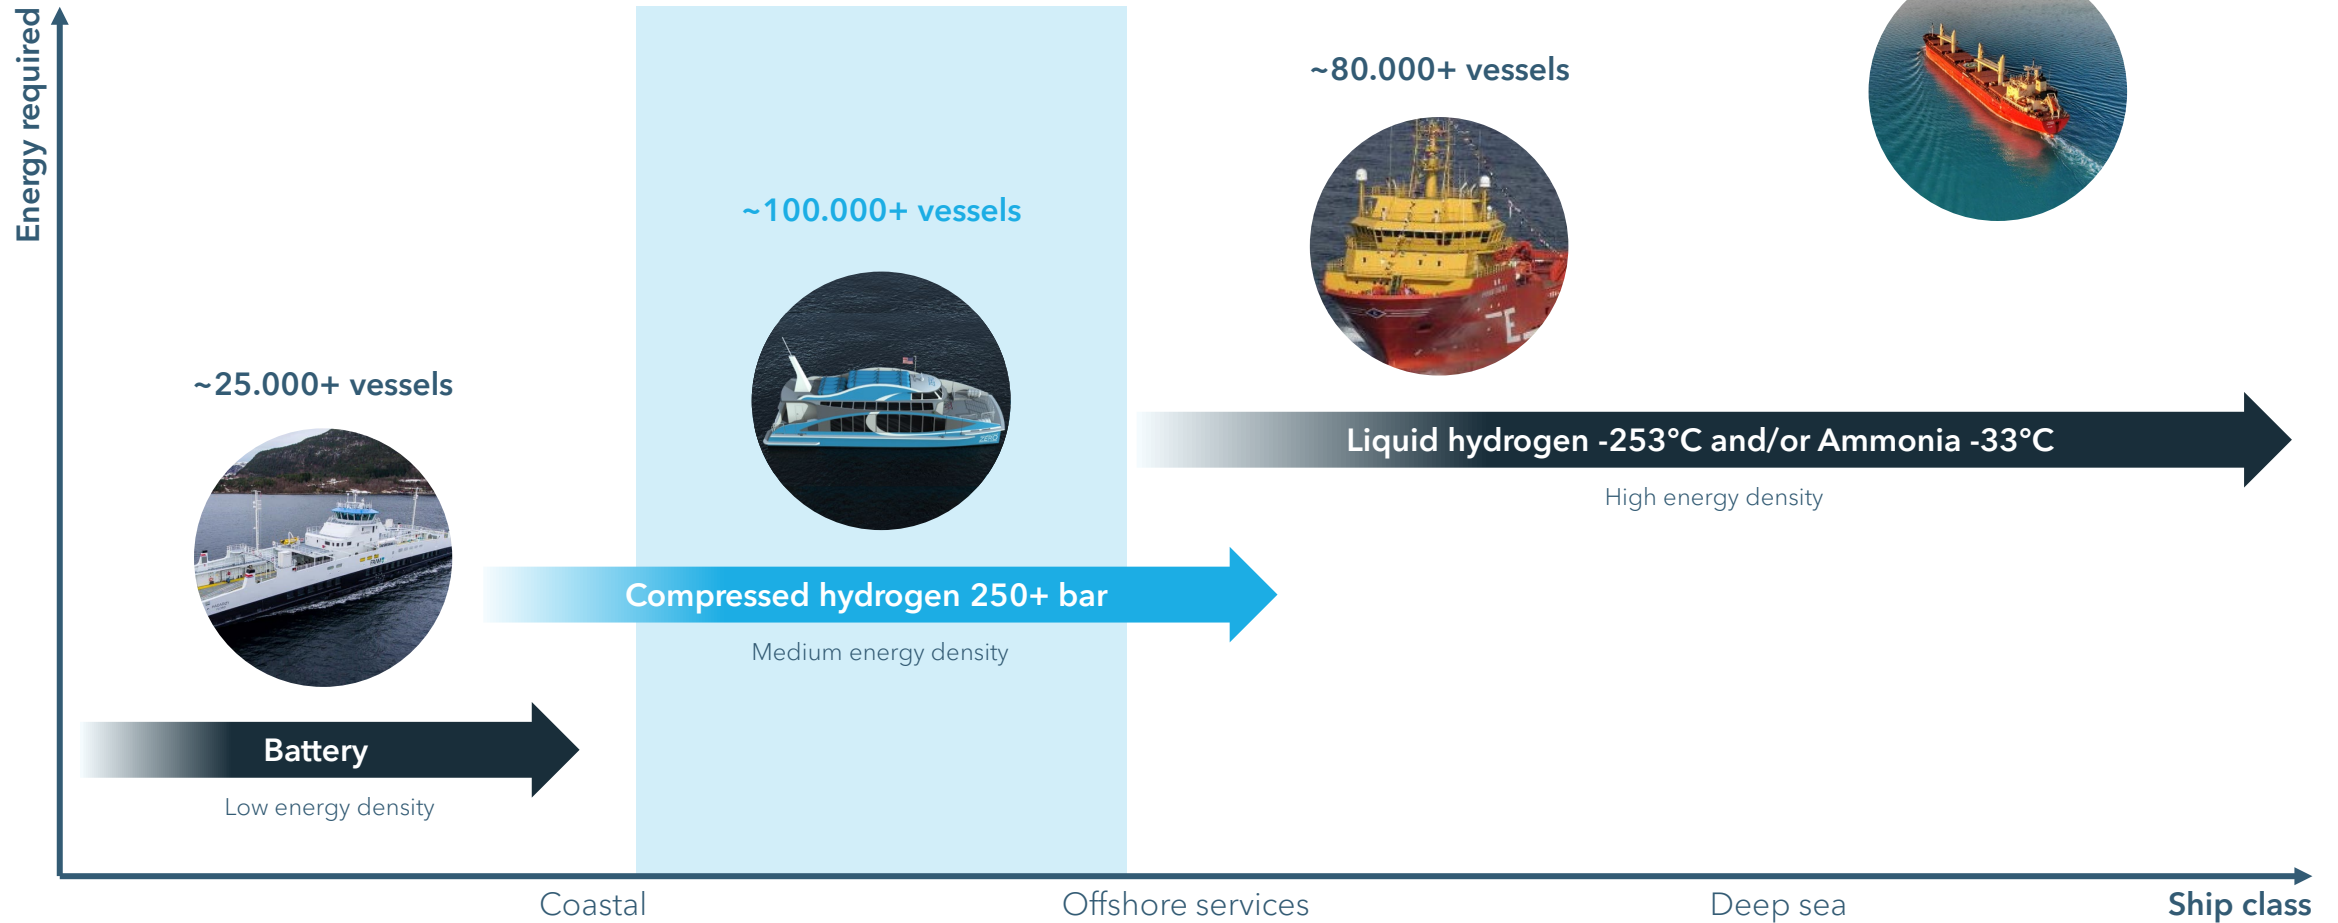 Energy required
~80.000+ vessels
~100.000+ vessels
~25.000+ vessels
Liquid hydrogen -253°C and/or Ammonia -33°C
High energy density
Compressed hydrogen 250+ bar
Medium energy density
Battery
Low energy density
Coastal
Offshore services
Deep sea
Ship class
E
ZERO